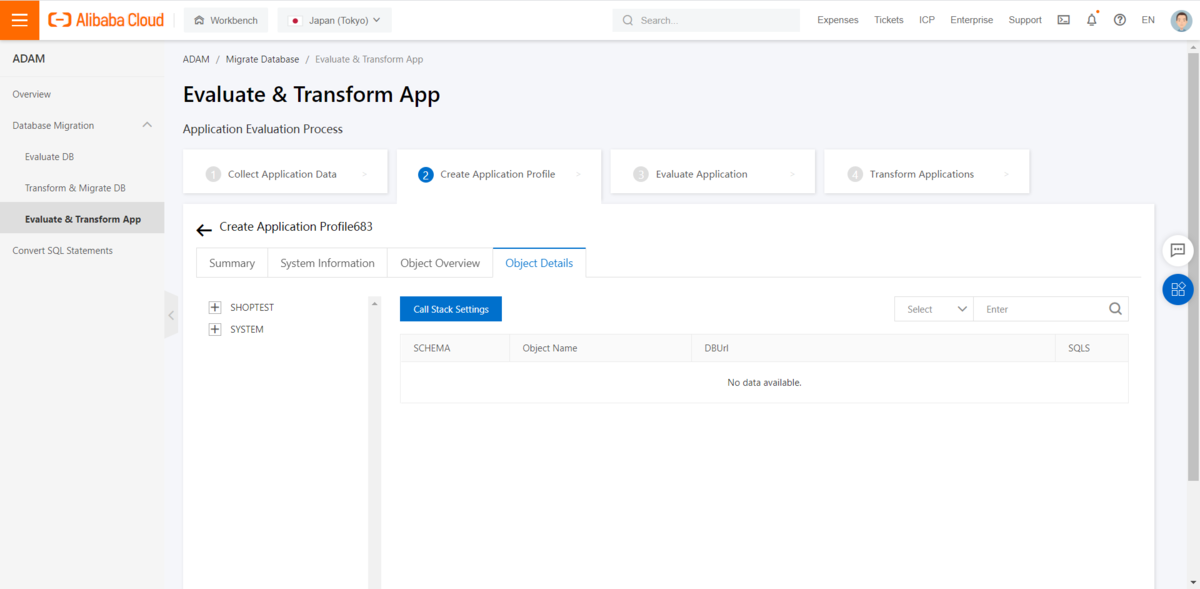 Alibaba Cloud
Workbench
Japan (Tokyo)
Search...
Expenses
Tickets
ICP
Enterprise
Support
EN
ADAM
Overview
Database Migration
Evaluate DB
Transform & Migrate DB
Evaluate & Transform App
Convert SQL Statements
ADAM / Migrate Database / Evaluate & Transform App
Evaluate & Transform App
Application Evaluation Process
1 Collect Application Data >
2 Create Application Profile >
3 Evaluate Application >
4 Transform Applications >
Create Application Profile683
Summary
System Information
Object Overview
Object Details
SHOPTEST
SYSTEM
Call Stack Settings
Select
Enter
SCHEMA
Object Name
DBUrl
SQLS
No data available.